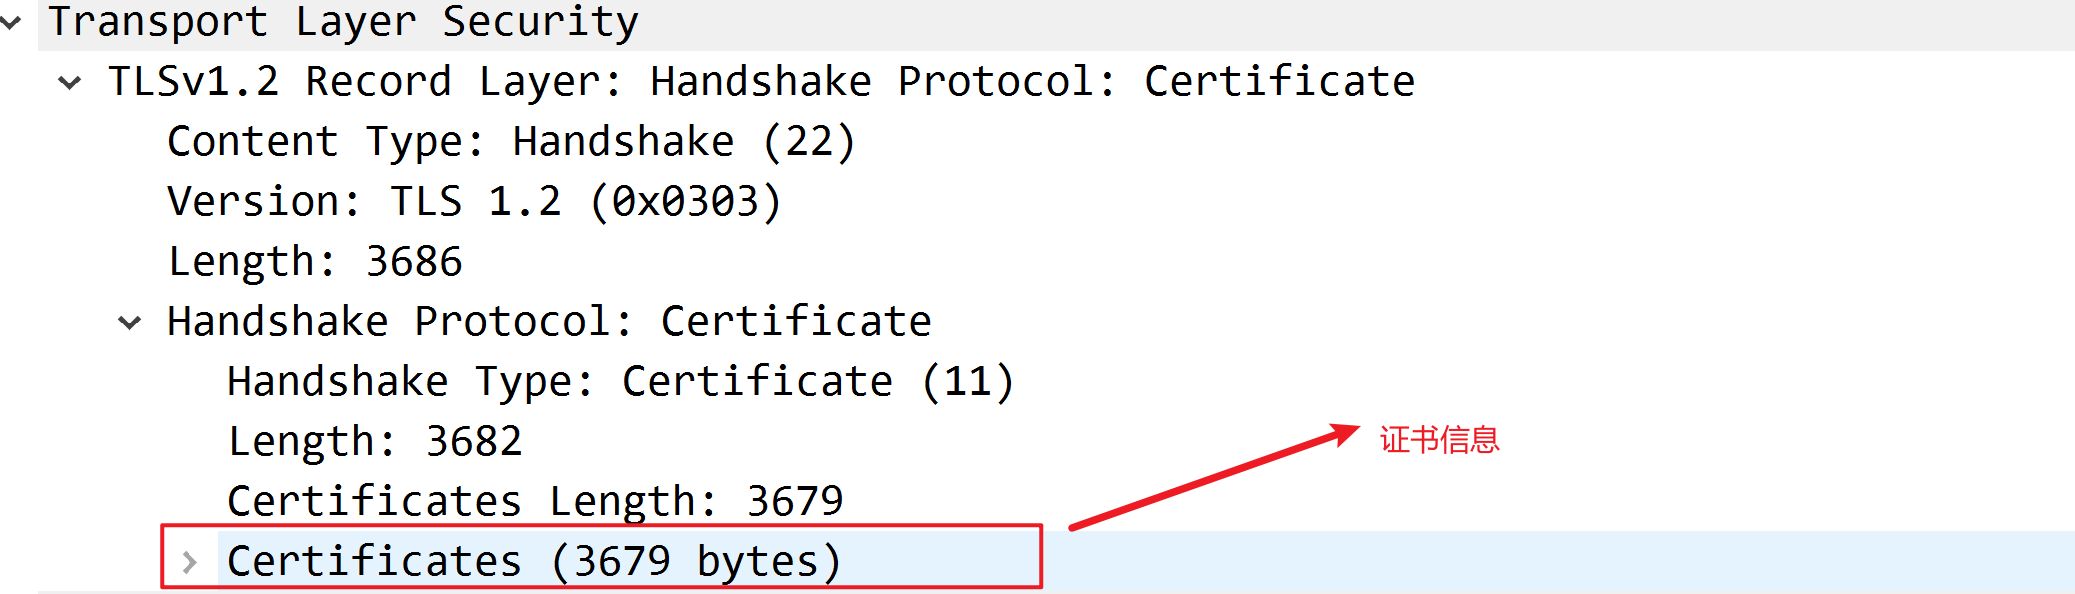 Transport Layer Security
TLSv1.2 Record Layer: Handshake Protocol: Certificate
Content Type: Handshake (22)
Version: TLS 1.2 (0x0303)
Length: 3686
Handshake Protocol: Certificate
Handshake Type: Certificate (11)
Length: 3682
证书信息
Certificates Length: 3679
Certificates (3679 bytes)